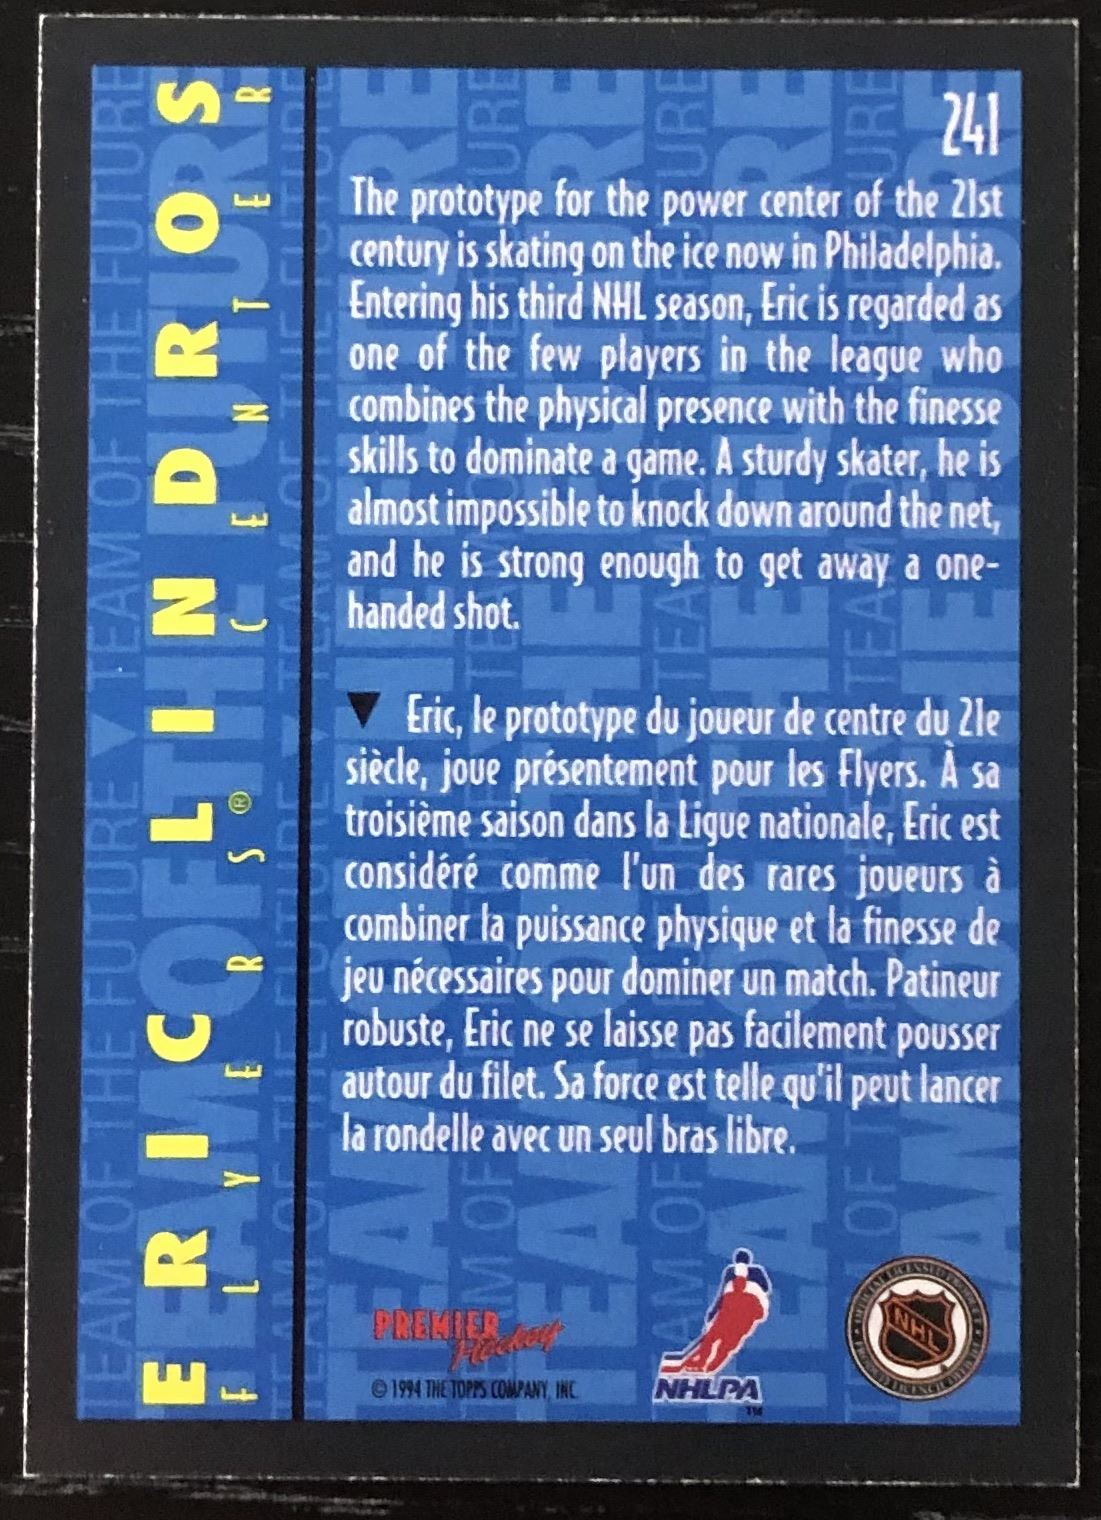 ERIC LINDROS
FLYERS® CENTER
241
The prototype for the power center of the 21st
century is skating on the ice now in Philadelphia.
Entering his third NHL season, Eric is regarded as
one of the few players in the league who
combines the physical presence with the finesse
skills to dominate a game. A sturdy skater, he is
almost impossible to knock down around the net,
and he is strong enough to get away a one-
handed shot.
▼ Eric, le prototype du joueur de centre du 21e
siècle, joue présentement pour les Flyers. À sa
troisième saison dans la Ligue nationale, Eric est
considéré comme l'un des rares joueurs à
combiner la puissance physique et la finesse de
jeu nécessaires pour dominer un match. Patineur
robuste, Eric ne se laisse pas facilement pousser
autour du filet. Sa force est telle qu'il peut lancer
la rondelle avec un seul bras libre.
PREMIER
Hockey
© 1994 THE TOPPS COMPANY, INC.
NHLPA
TM
NHL
OFFICIAL LICENSED PRODUCT
TEAM OF THE FUTURE